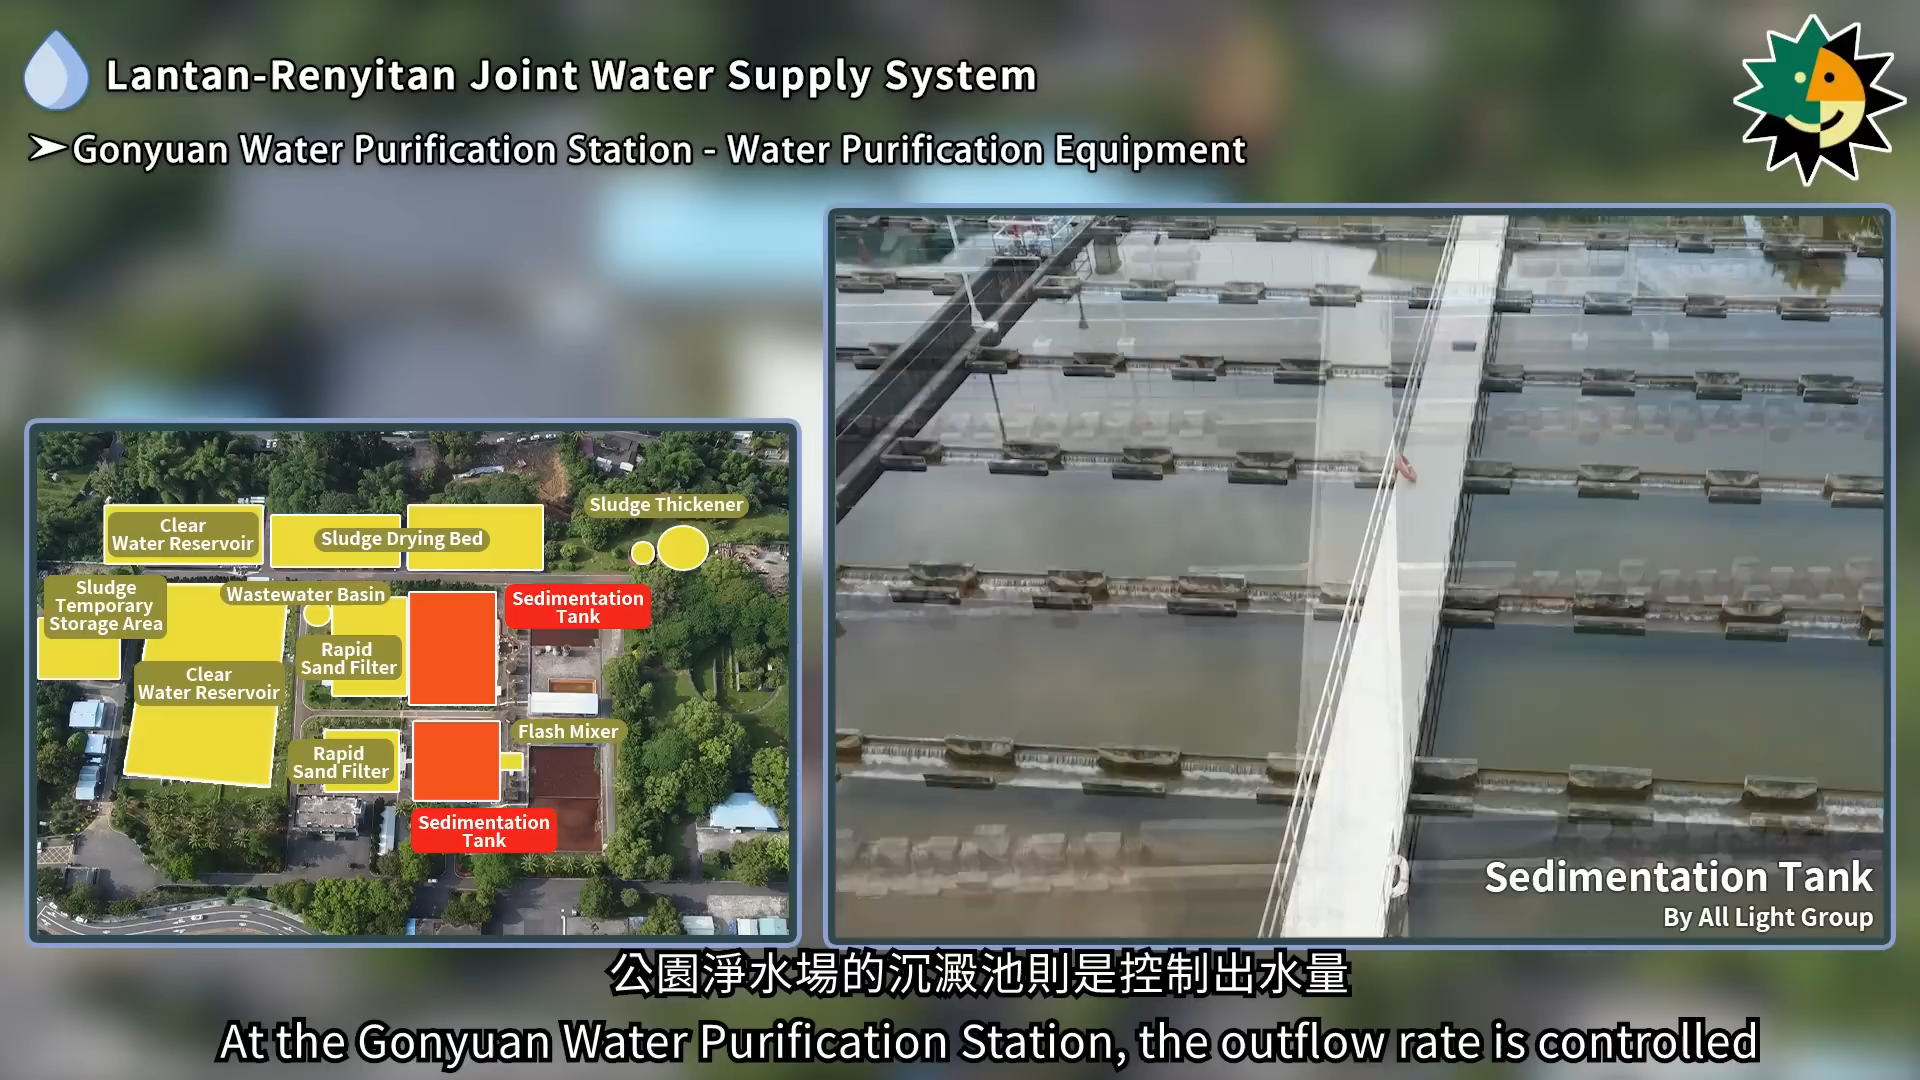 Lantan-Renyitan Joint Water Supply System
➤Gonyuan Water Purification Station - Water Purification Equipment
Clear
Water Reservoir
Sludge Drying Bed
Sludge Thickener
Sludge
Temporary
Storage Area
Wastewater Basin
Sedimentation
Tank
Rapid
Sand Filter
Clear
Water Reservoir
Flash Mixer
Rapid
Sand Filter
Sedimentation
Tank
Sedimentation Tank
By All Light Group
公園淨水場的沉澱池則是控制出水量
At the Gonyuan Water Purification Station, the outflow rate is controlled